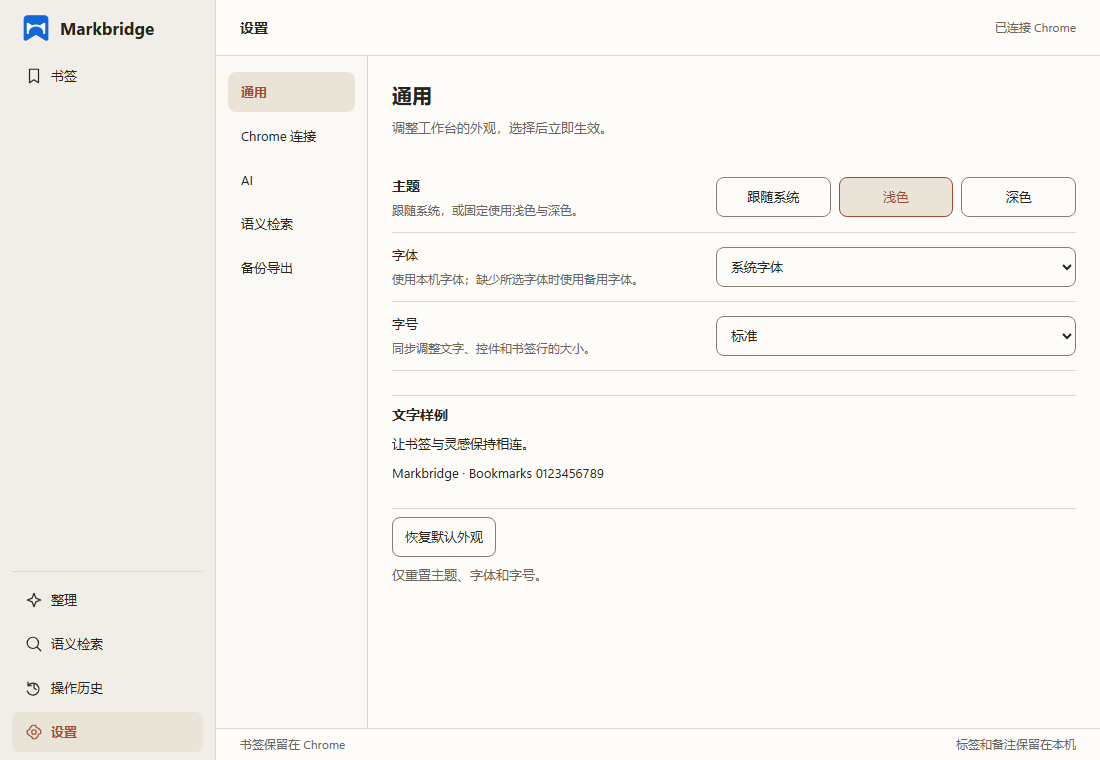 Markbridge
书签
整理
语义检索
操作历史
设置
设置
已连接 Chrome
通用
Chrome 连接
AI
语义检索
备份导出
通用
调整工作台的外观，选择后立即生效。
主题
跟随系统，或固定使用浅色与深色。
跟随系统
浅色
深色
字体
使用本机字体；缺少所选字体时使用备用字体。
系统字体
字号
同步调整文字、控件和书签行的大小。
标准
文字样例
让书签与灵感保持相连。
Markbridge · Bookmarks 0123456789
恢复默认外观
仅重置主题、字体和字号。
书签保留在 Chrome
标签和备注保留在本机